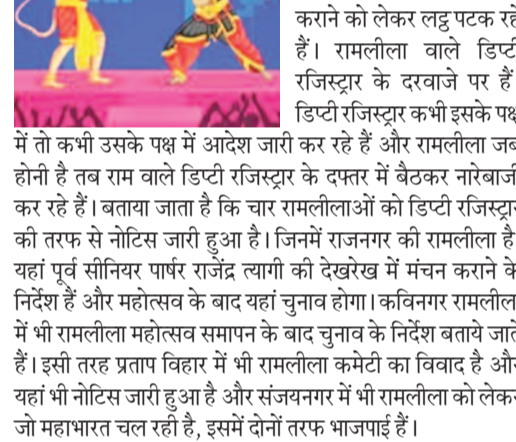 कराने को लेकर लट्ठ पटक रहे
हैं। रामलीला वाले डिप्टी
रजिस्ट्रार के दरवाजे पर हैं
डिप्टी रजिस्ट्रार कभी इसके पक्ष
में तो कभी उसके पक्ष में आदेश जारी कर रहे हैं और रामलीला जब
होनी है तब राम वाले डिप्टी रजिस्ट्रार के दफ्तर में बैठकर नारेबाजी
कर रहे हैं। बताया जाता है कि चार रामलीलाओं को डिप्टी रजिस्ट्रार
की तरफ से नोटिस जारी हुआ है। जिनमें राजनगर की रामलीला है
यहां पूर्व सीनियर पार्षर राजेंद्र त्यागी की देखरेख में मंचन कराने के
निर्देश हैं और महोत्सव के बाद यहां चुनाव होगा। कविनगर रामलीला
में भी रामलीला महोत्सव समापन के बाद चुनाव के निर्देश बताये जाते
हैं। इसी तरह प्रताप विहार में भी रामलीला कमेटी का विवाद है और
यहां भी नोटिस जारी हुआ है और संजयनगर में भी रामलीला को लेकर
जो महाभारत चल रही है, इसमें दोनों तरफ भाजपाई हैं।